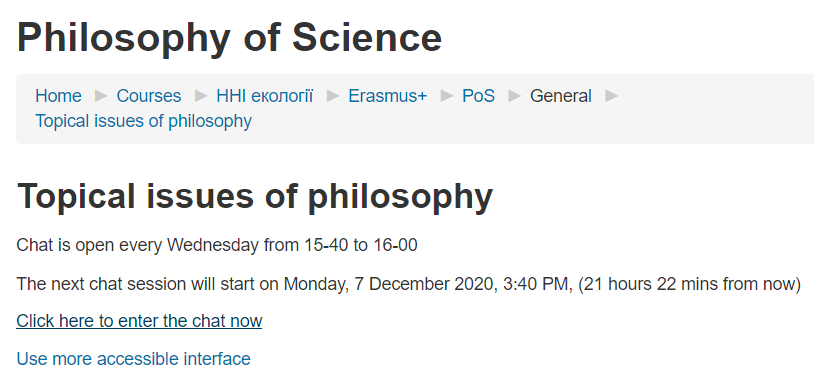 Philosophy of Science
Home ► Courses ► ННІ екології ► Erasmus+ ► PoS ► General ►
Topical issues of philosophy
Topical issues of philosophy
Chat is open every Wednesday from 15-40 to 16-00
The next chat session will start on Monday, 7 December 2020, 3:40 PM, (21 hours 22 mins from now)
Click here to enter the chat now
Use more accessible interface